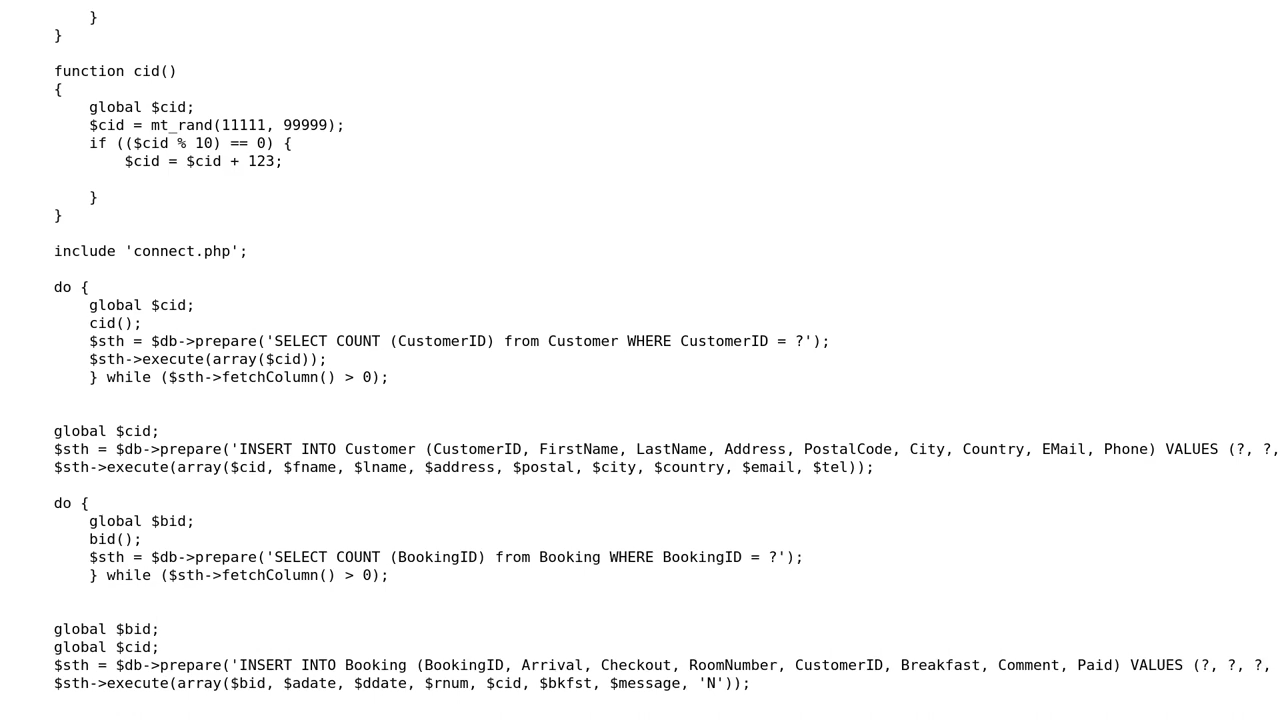 }
}
function cid()
{
    global $cid;
    $cid = mt_rand(11111, 99999);
    if (($cid % 10) == 0) {
        $cid = $cid + 123;
    }
}
include 'connect.php';
do {
    global $cid;
    cid();
    $sth = $db->prepare('SELECT COUNT (CustomerID) from Customer WHERE CustomerID = ?');
    $sth->execute(array($cid));
    } while ($sth->fetchColumn() > 0);
global $cid;
$sth = $db->prepare('INSERT INTO Customer (CustomerID, FirstName, LastName, Address, PostalCode, City, Country, EMail, Phone) VALUES (?, ?,
$sth->execute(array($cid, $fname, $lname, $address, $postal, $city, $country, $email, $tel));
do {
    global $bid;
    bid();
    $sth = $db->prepare('SELECT COUNT (BookingID) from Booking WHERE BookingID = ?');
    } while ($sth->fetchColumn() > 0);
global $bid;
global $cid;
$sth = $db->prepare('INSERT INTO Booking (BookingID, Arrival, Checkout, RoomNumber, CustomerID, Breakfast, Comment, Paid) VALUES (?, ?, ?,
$sth->execute(array($bid, $adate, $ddate, $rnum, $cid, $bkfst, $message, 'N'));